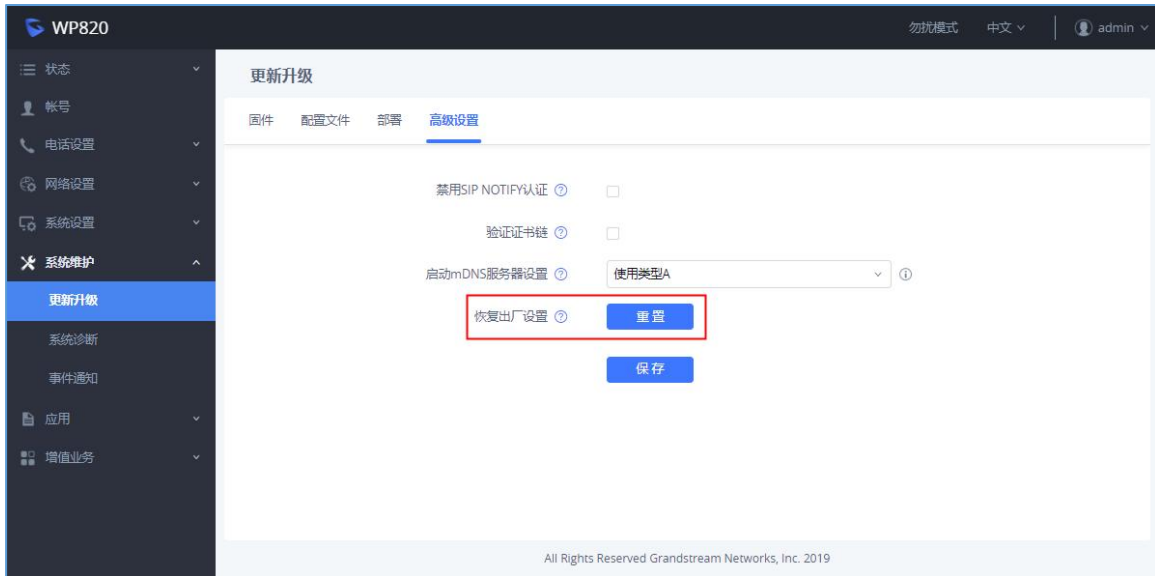 WP820
勿扰模式 中文 admin
状态
帐号
电话设置
网络设置
系统设置
系统维护
更新升级
系统诊断
事件通知
应用
增值业务
更新升级
固件 配置文件 部署 高级设置
禁用SIP NOTIFY认证
验证证书链
启动mDNS服务器设置 使用类型A
恢复出厂设置 重置
保存
All Rights Reserved Grandstream Networks, Inc. 2019